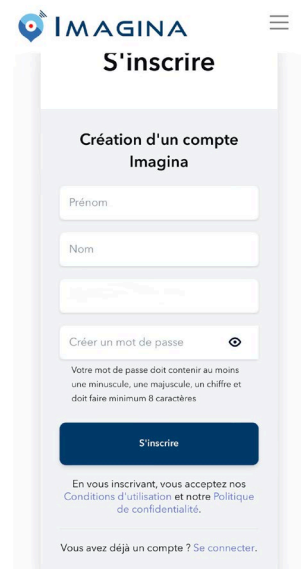 IMAGINA
S'inscrire
Création d'un compte
Imagina
Prénom
Nom
Créer un mot de passe
Votre mot de passe doit contenir au moins
une minuscule, une majuscule, un chiffre et
doit faire minimum 8 caractères
S'inscrire
En vous inscrivant, vous acceptez nos
Conditions d'utilisation et notre Politique
de confidentialité.
Vous avez déjà un compte ? Se connecter.